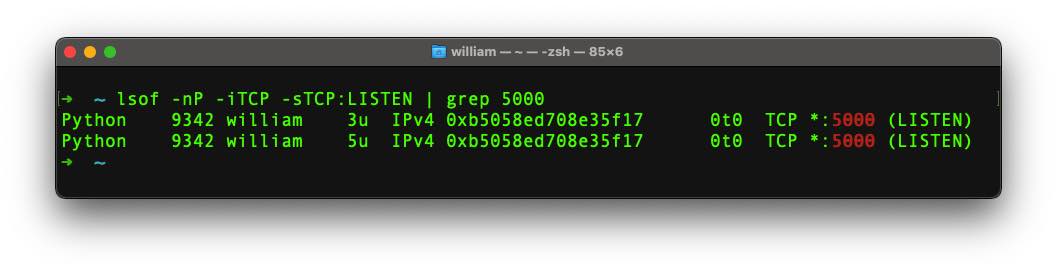 william — ~ — -zsh — 85×6
➜ ~ lsof -nP -iTCP -sTCP:LISTEN | grep 5000
Python 9342 william 3u IPv4 0xb5058ed708e35f17 0t0 TCP *:5000 (LISTEN)
Python 9342 william 5u IPv4 0xb5058ed708e35f17 0t0 TCP *:5000 (LISTEN)
➜ ~